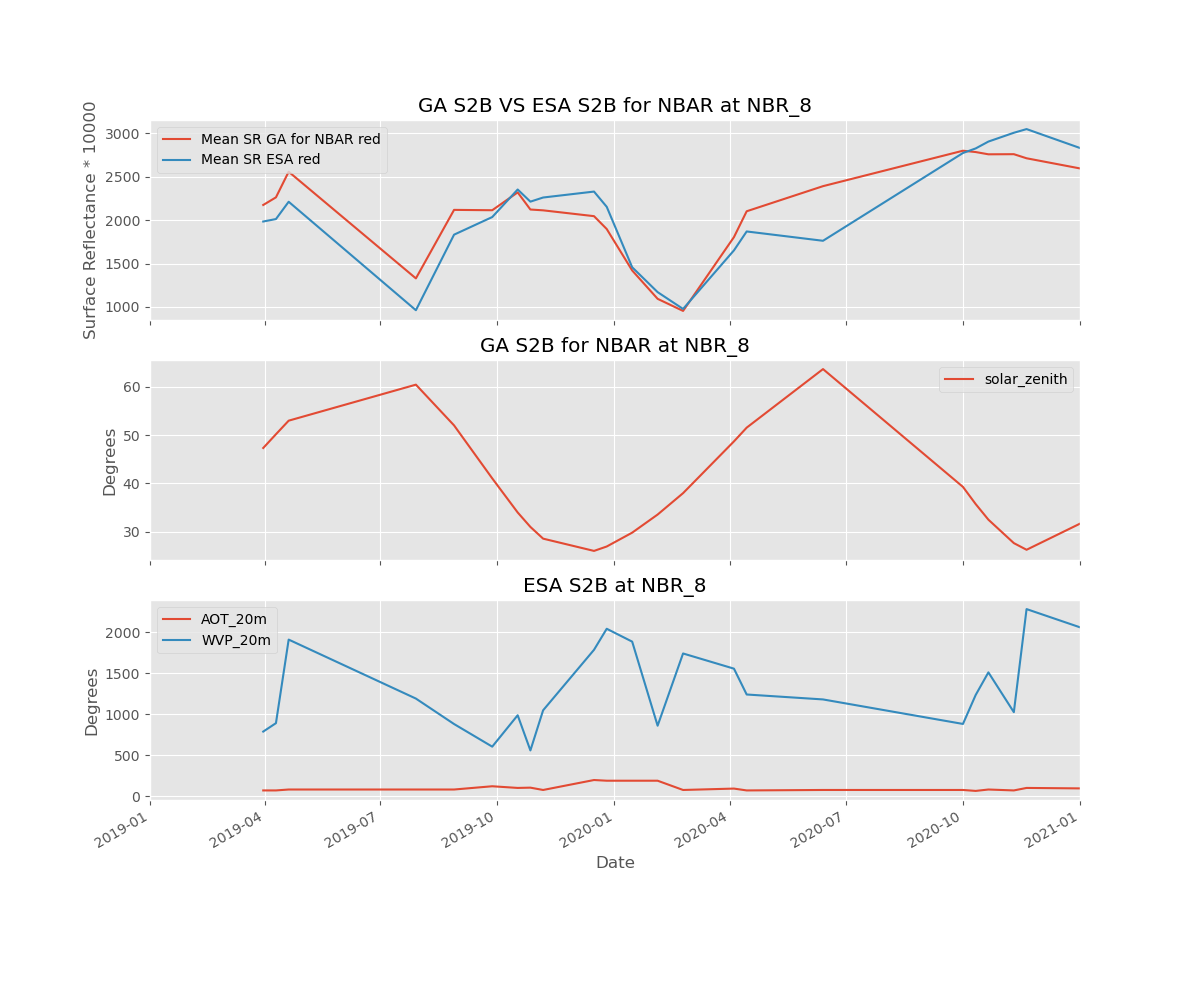 GA S2B VS ESA S2B for NBAR at NBR_8
Surface Reflectance * 10000
3000
2500
2000
1500
1000
Mean SR GA for NBAR red
Mean SR ESA red
GA S2B for NBAR at NBR_8
Degrees
60
50
40
30
solar_zenith
ESA S2B at NBR_8
Degrees
2000
1500
1000
500
0
AOT_20m
WVP_20m
2019-01
2019-04
2019-07
2019-10
2020-01
2020-04
2020-07
2020-10
2021-01
Date